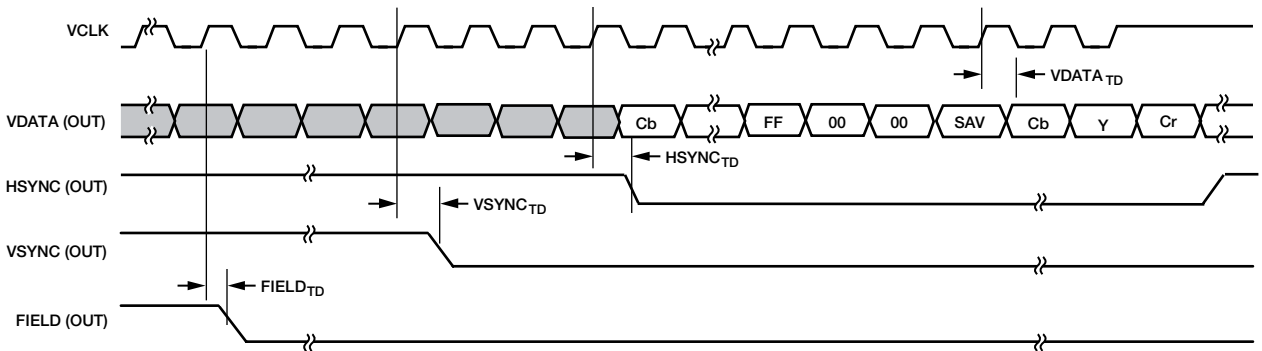 VCLK
VDATA TD
VDATA (OUT)
Cb FF 00 00 SAV Cb Y Cr
HSYNC TD
HSYNC (OUT)
VSYNC TD
VSYNC (OUT)
FIELD TD
FIELD (OUT)